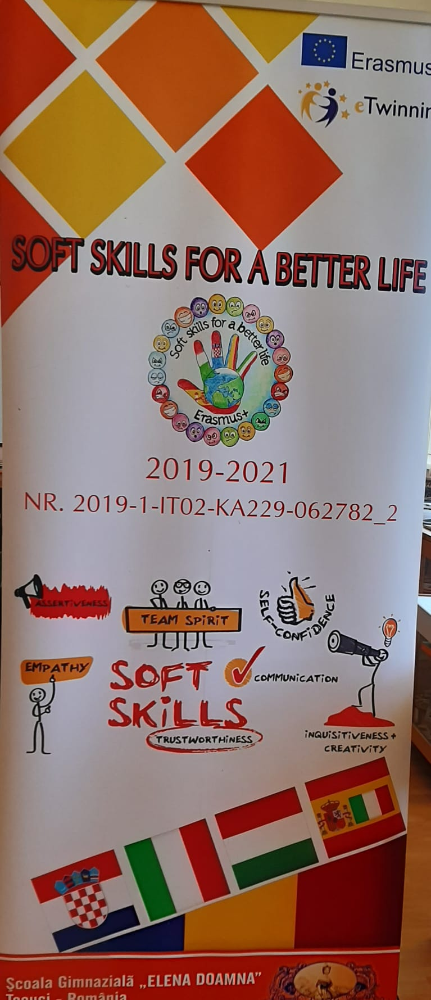 Erasmus
eTwinnin
SOFT SKILLS FOR A BETTER LIFE
Soft skills for a better life
Erasmus+
2019-2021
NR. 2019-1-IT02-KA229-062782_2
ASSERTiVENESS
TEAM SPiRiT
SELF-CONFiDENCE
EMPATHY
SOFT
COMMUNiCATiON
SKiLLS
TRUSTWORTHiNESS
iNQUiSiTiVENESS +
CREATiViTY
Şcoala Gimnazială „ELENA DOAMNA”
Tecuci - România